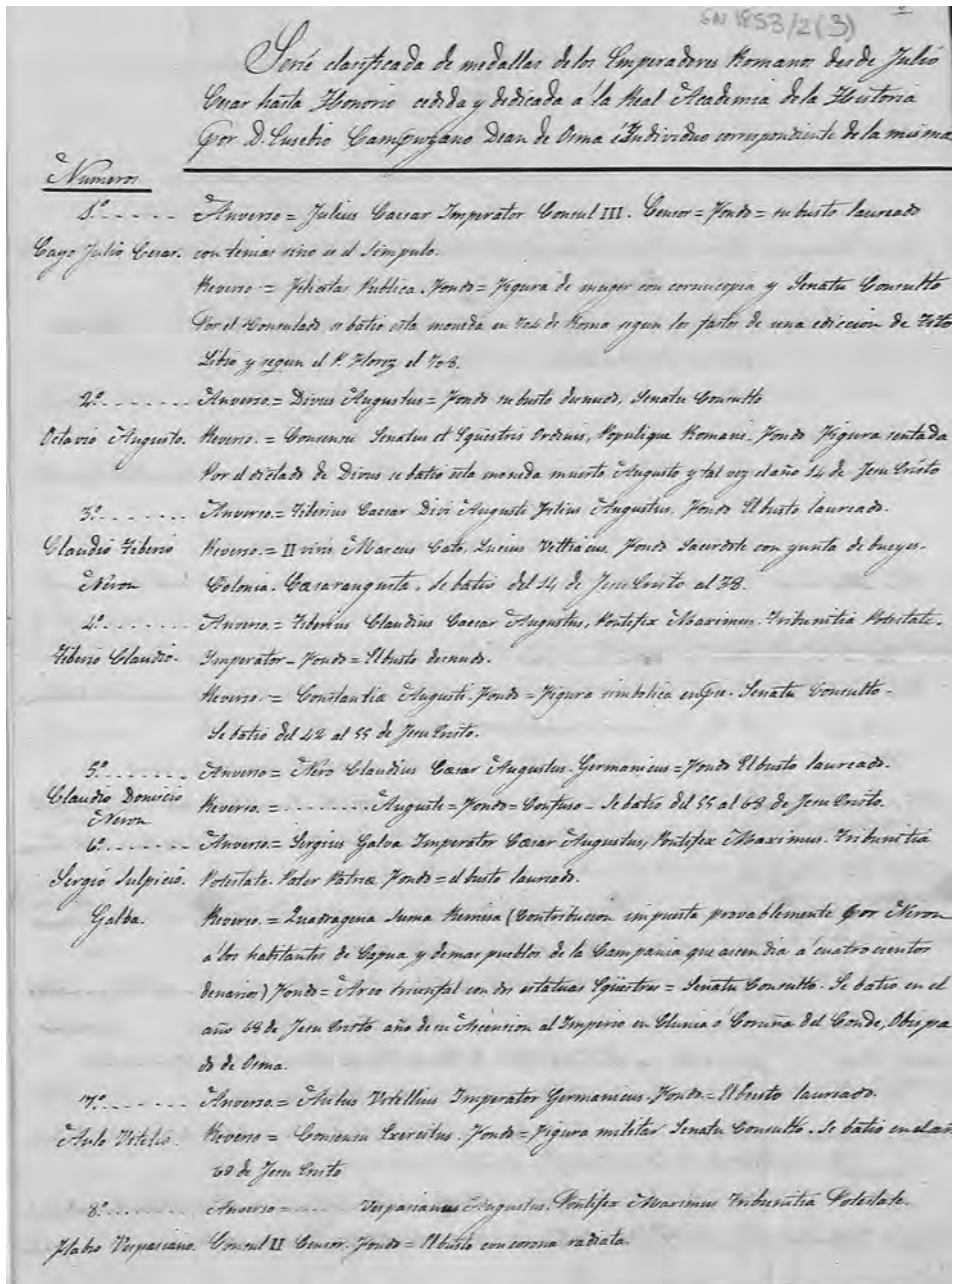 GN 1853/2(3)
Serie clasificada de medallas de los Emperadores Romanos desde Julio
Cesar hasta Honorio cedida y dedicada á la Real Academia de la Historia
por D. Eusebio Campuzano Dean de Osma é Individuo correspondiente de la misma
Numeros
1º Anverso = Julius Caesar Imperator Consul III. Censor = Fondo = su busto laureado
Cayo Julio Cesar. con tenias sino es el Simpulo.
Reverso = Felicitas Publica. Fondo = Figura de muger con cornucopia y Senatu Consulto
Por el Consulado se batio esta moneda en 704 de Roma segun los fastos de una edicion de Tito
Libio y segun el P. Florez el 708.
2º Anverso. = Divus Augustus = Fondo su busto desnudo, Senatu Consulto
Octavio Augusto. Reverso. = Consensu Senatus et Eqüestris Ordinis, Populique Romani. Fondo Figura sentada
Por el dictado de Divus se batio esta moneda muerto Augusto y tal vez el año 14 de Jesu Cristo
3º Anverso. = Tiberius Caesar Divi Augusti Filius Augustus. Fondo El busto laureado.
Claudio Tiberio Reverso. = II viris Marcus Cato, Lucius Vettiacus, Fondo Sacerdote con yunta de bueyes.
Neron Colonia. Caesaraugusta. Se batio del 14 de Jesu Cristo al 38.
4º Anverso. = Tiberius Claudius Caesar Augustus, Pontifex Maximus. Tribunitia Potestate.
Tiberio Claudio. Imperator = Fondo = El busto desnudo.
Reverso. = Constantia Augusti. Fondo = Figura simbolica en pie. Senatu Consulto =
Se batio del 42 al 55 de Jesu Cristo.
5º Anverso = Nero Claudius Caesar Augustus. Germanicus = Fondo El busto laureado.
Claudio Domicio Reverso. = ........ Auguste = Fondo = Confuso = Se batio del 55 al 68 de Jesu Cristo.
Neron
6º Anverso = Sergius Galva Imperator Caesar Augustus, Pontifex Maximus. Tribunitia
Sergio Sulpicio. Potestate. Pater Patriæ Fondo = el busto laureado.
Galba. Reverso. = Quadragena Suma Remisa (Contribucion impuesta provablemente por Neron
á los habitantes de Capua y demas pueblos de la Campania que ascendia á cuatro cientos
denarios) Fondo = Arco triunfal con dos estatuas Eqüestres = Senatu Consulto. Se batio en el
año 68 de Jesu Cristo año de su Ascension al Imperio en Clunia ó Coruña del Conde, Obispa
do de Osma.
7º Anverso. = Aulus Vitellius Imperator Germanicus. Fondo = El busto laureado.
Aulo Vitelio. Reverso = Consensu Exercitus. Fondo = Figura militar Senatu Consulto. Se batio en el añ
69 de Jesu Cristo
8º Anverso = ...... Vespasianus Augustus. Pontifex Maximus Tribunitia Potestate.
Flabio Vespasiano. Consul II Censor. Fondo = El busto con corona radiata.